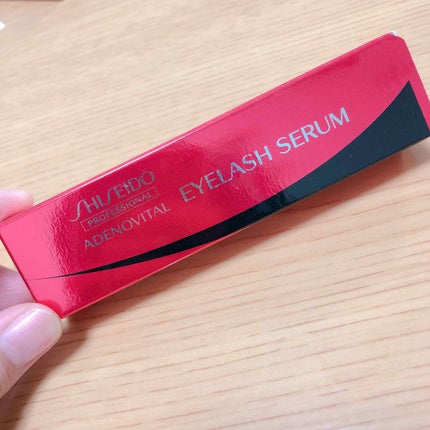 SHISEIDO
PROFESSIONAL
ADENOVITAL
EYELASH SERUM